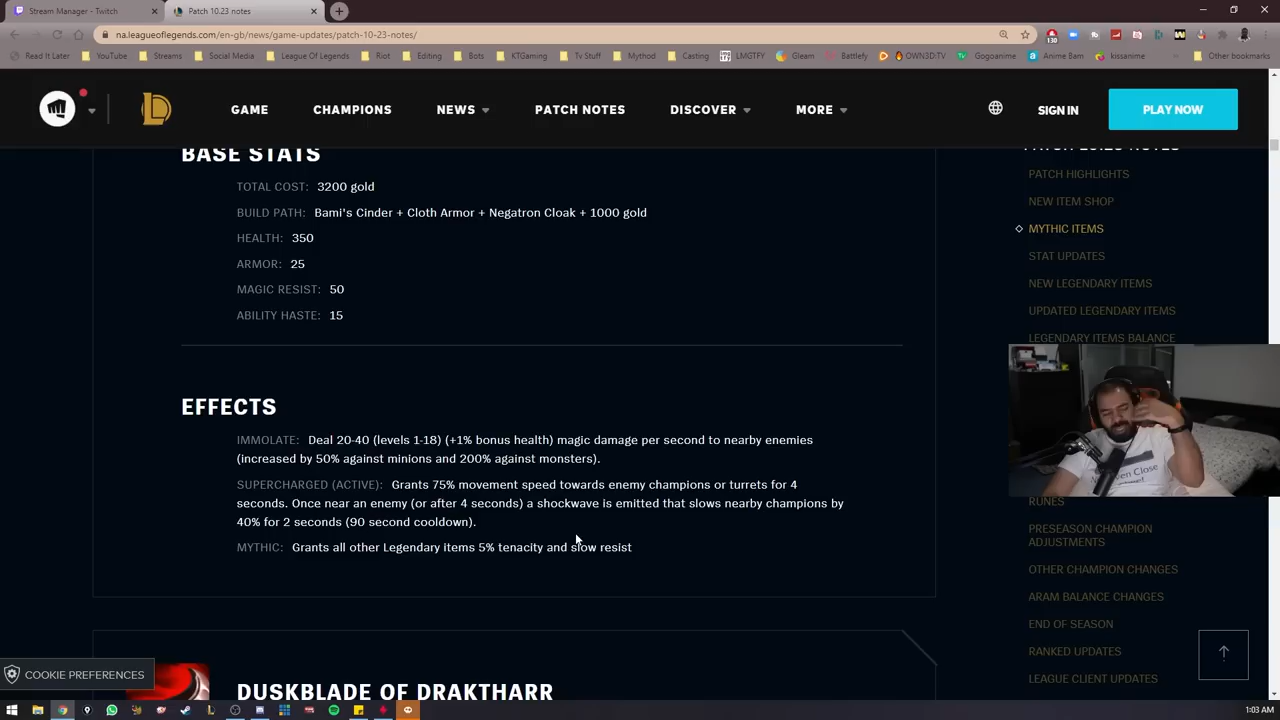 Stream Manager - Twitch
Patch 10.23 notes
na.leagueoflegends.com/en-gb/news/game-updates/patch-10-23-notes/
130
Read It Later
YouTube
Streams
Social Media
League Of Legends
Riot
Editing
Bots
KTGaming
Tv Stuff
Mythod
Casting
LMGTFY
Gleam
Battlefy
OWN3D:TV
Gogoanime
Anime Bam
kissanime
Other bookmarks
GAME
CHAMPIONS
NEWS
PATCH NOTES
DISCOVER
MORE
SIGN IN
PLAY NOW
BASE STATS
TOTAL COST: 3200 gold
BUILD PATH: Bami's Cinder + Cloth Armor + Negatron Cloak + 1000 gold
HEALTH: 350
ARMOR: 25
MAGIC RESIST: 50
ABILITY HASTE: 15
EFFECTS
IMMOLATE: Deal 20-40 (levels 1-18) (+1% bonus health) magic damage per second to nearby enemies
(increased by 50% against minions and 200% against monsters).
SUPERCHARGED (ACTIVE): Grants 75% movement speed towards enemy champions or turrets for 4
seconds. Once near an enemy (or after 4 seconds) a shockwave is emitted that slows nearby champions by
40% for 2 seconds (90 second cooldown).
MYTHIC: Grants all other Legendary items 5% tenacity and slow resist
DUSKBLADE OF DRAKTHARR
PATCH 10.23 NOTES
PATCH HIGHLIGHTS
NEW ITEM SHOP
MYTHIC ITEMS
STAT UPDATES
NEW LEGENDARY ITEMS
UPDATED LEGENDARY ITEMS
LEGENDARY ITEMS BALANCE
RUNES
PRESEASON CHAMPION
ADJUSTMENTS
OTHER CHAMPION CHANGES
ARAM BALANCE CHANGES
END OF SEASON
RANKED UPDATES
LEAGUE CLIENT UPDATES
COOKIE PREFERENCES
1:03 AM